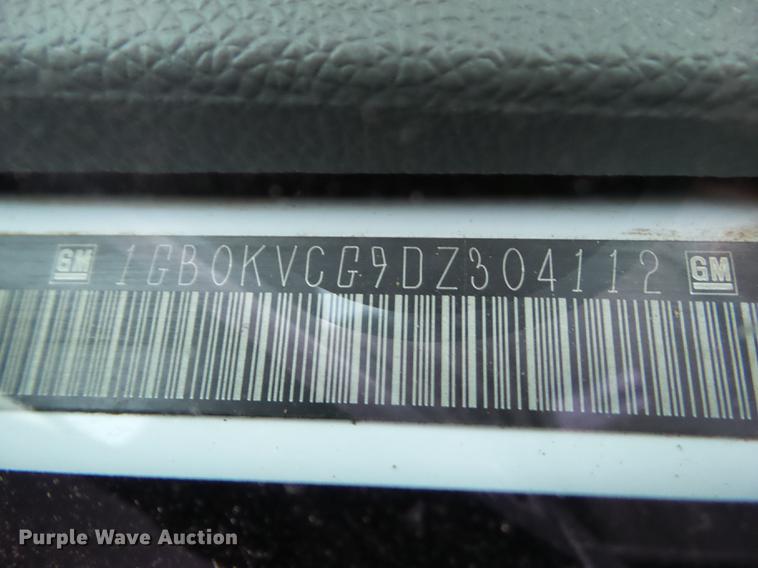 GM 1GB0KVCG9DZ304112 GM
Purple Wave Auction